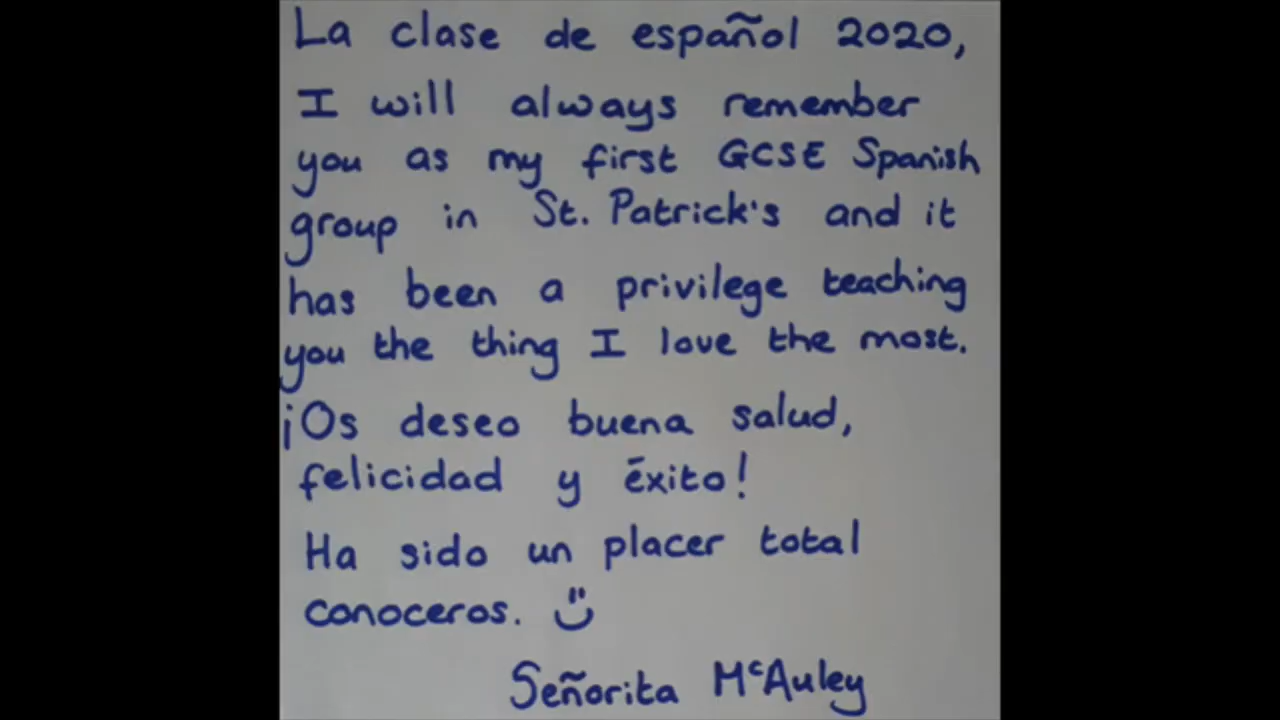 La clase de español 2020,
I will always remember
you as my first GCSE Spanish
group in St. Patrick's and it
has been a privilege teaching
you the thing I love the most.
¡Os deseo buena salud,
felicidad y éxito!
Ha sido un placer total
conoceros.
Señorita McAuley